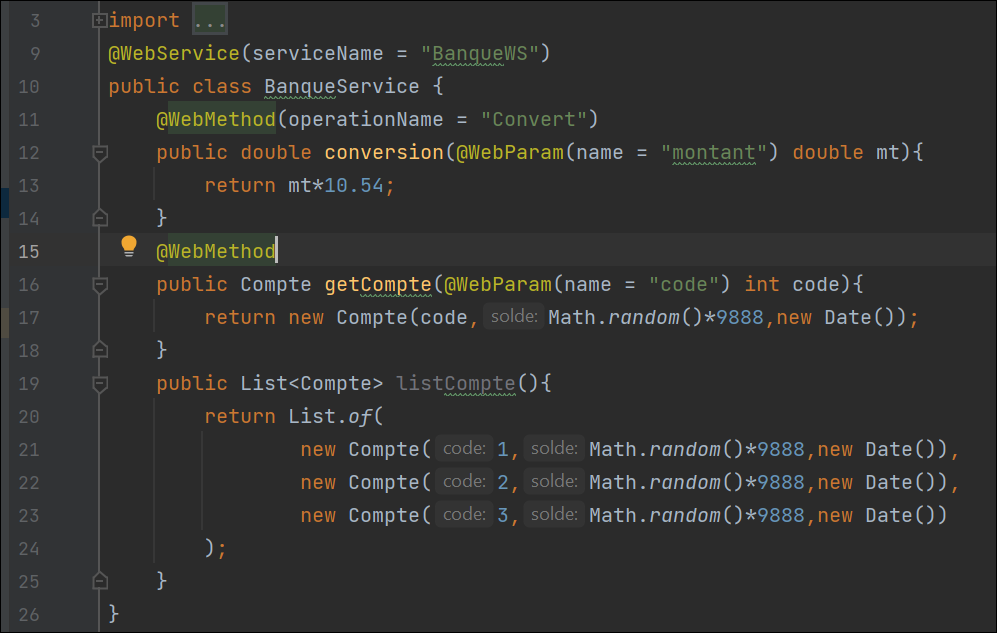 3 import ...
9 @WebService(serviceName = "BanqueWS")
10 public class BanqueService {
11 @WebMethod(operationName = "Convert")
12 public double conversion(@WebParam(name = "montant") double mt){
13 return mt*10.54;
14 }
15 @WebMethod
16 public Compte getCompte(@WebParam(name = "code") int code){
17 return new Compte(code, solde: Math.random()*9888,new Date());
18 }
19 public List<Compte> listCompte(){
20 return List.of(
21 new Compte( code: 1, solde: Math.random()*9888,new Date()),
22 new Compte( code: 2, solde: Math.random()*9888,new Date()),
23 new Compte( code: 3, solde: Math.random()*9888,new Date())
24 );
25 }
26 }